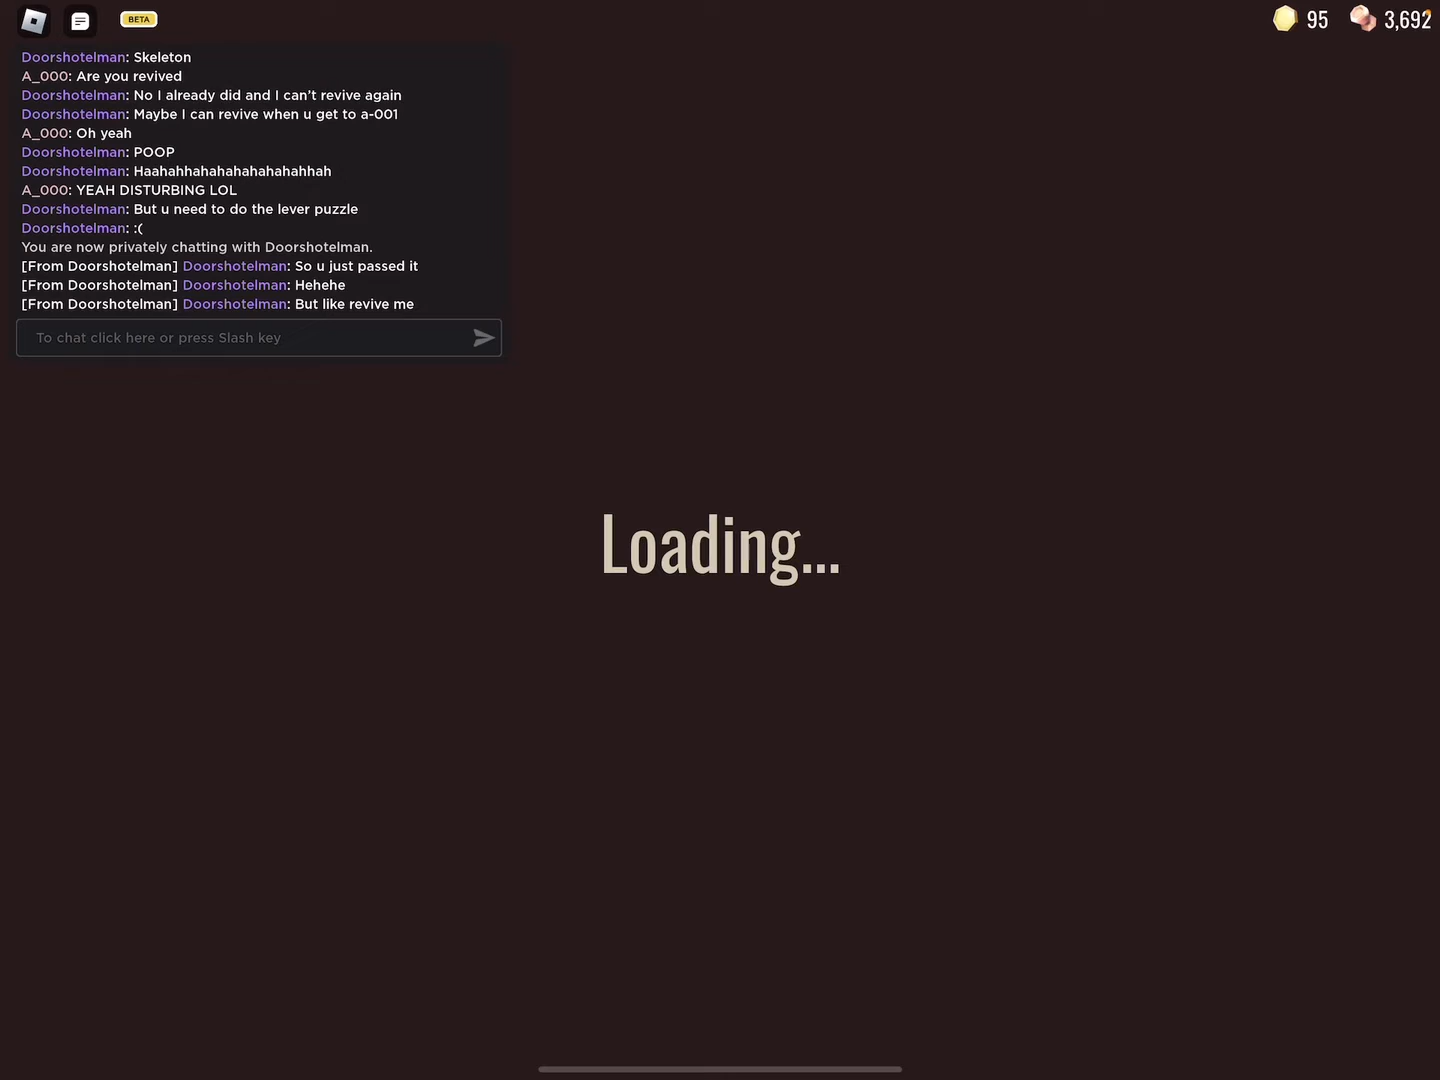 BETA
95
3,692
Doorshotelman: Skeleton
A_000: Are you revived
Doorshotelman: No I already did and I can't revive again
Doorshotelman: Maybe I can revive when u get to a-001
A_000: Oh yeah
Doorshotelman: POOP
Doorshotelman: Haahahhahahahahahahahhah
A_000: YEAH DISTURBING LOL
Doorshotelman: But u need to do the lever puzzle
Doorshotelman: :(
You are now privately chatting with Doorshotelman.
[From Doorshotelman] Doorshotelman: So u just passed it
[From Doorshotelman] Doorshotelman: Hehehe
[From Doorshotelman] Doorshotelman: But like revive me
To chat click here or press Slash key
Loading...